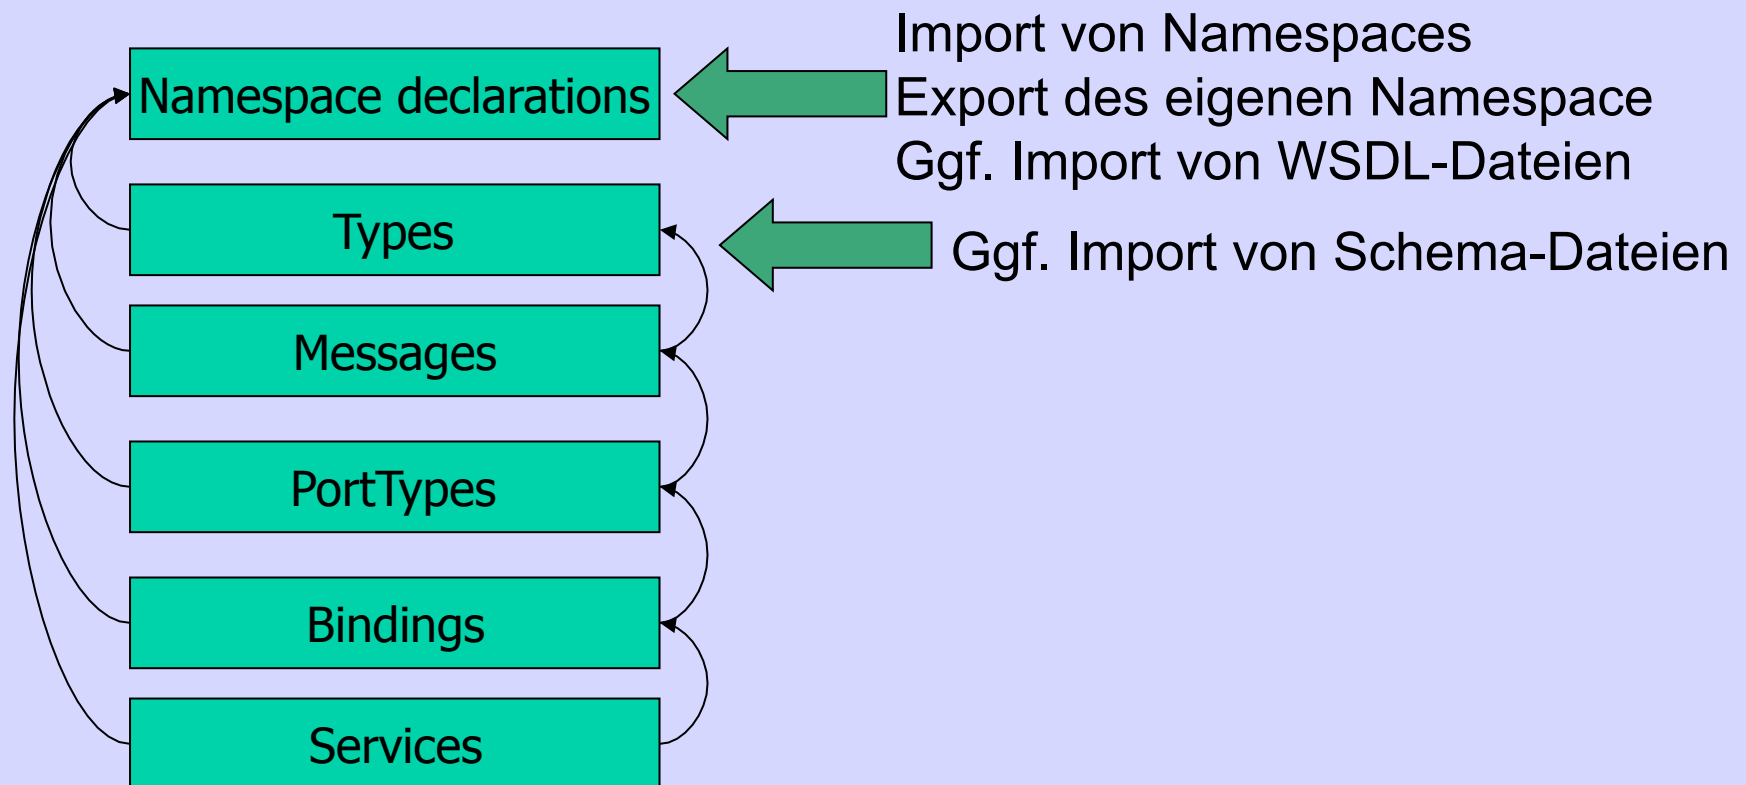 Import von Namespaces
Namespace declarations
Export des eigenen Namespace
Ggf. Import von WSDL-Dateien
Types
Ggf. Import von Schema-Dateien
Messages
PortTypes
Bindings
Services